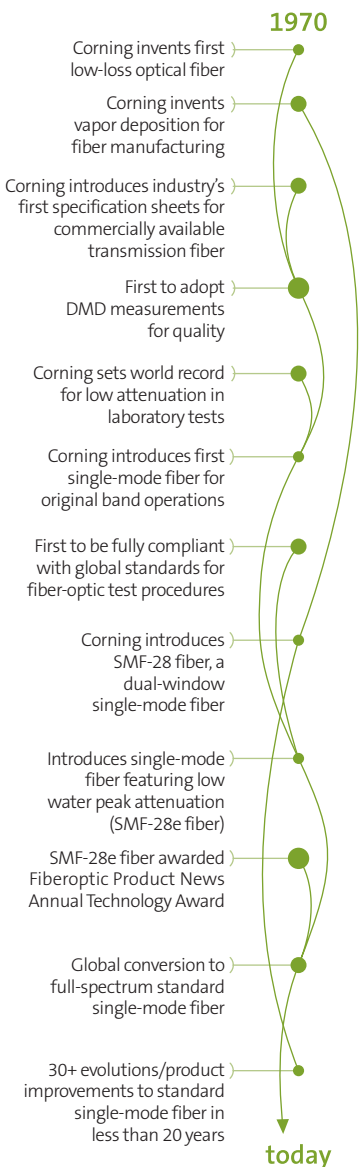 1970
Corning invents first
low-loss optical fiber
Corning invents
vapor deposition for
fiber manufacturing
Corning introduces industry’s
first specification sheets for
commercially available
transmission fiber
First to adopt
DMD measurements
for quality
Corning sets world record
for low attenuation in
laboratory tests
Corning introduces first
single-mode fiber for
original band operations
First to be fully compliant
with global standards for
fiber-optic test procedures
Corning introduces
SMF-28 fiber, a
dual-window
single-mode fiber
Introduces single-mode
fiber featuring low
water peak attenuation
(SMF-28e fiber)
SMF-28e fiber awarded
Fiberoptic Product News
Annual Technology Award
Global conversion to
full-spectrum standard
single-mode fiber
30+ evolutions/product
improvements to standard
single-mode fiber in
less than 20 years
today